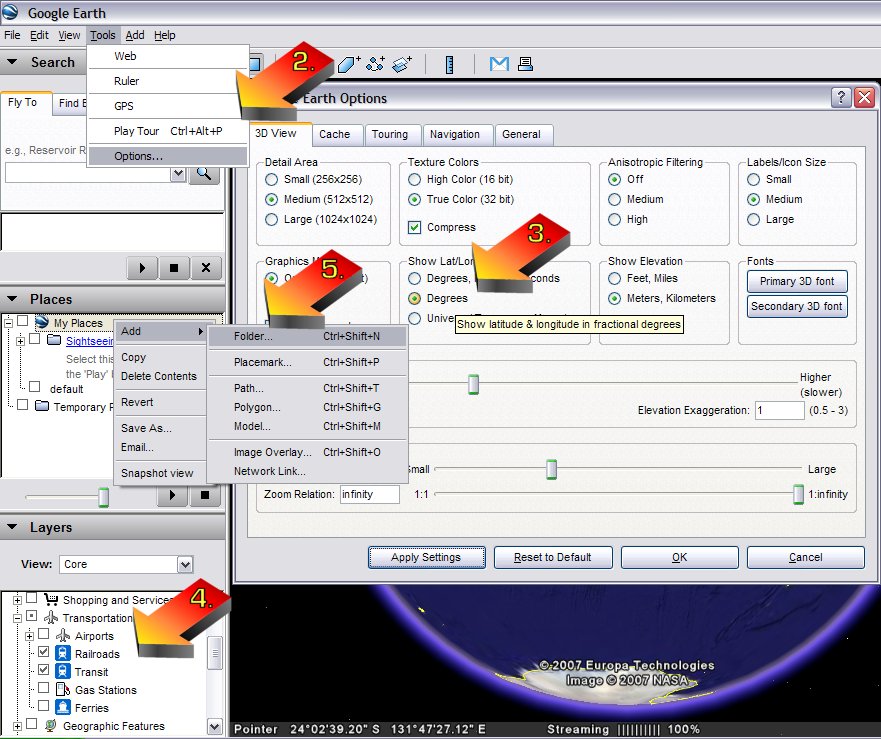 Google Earth
File Edit View Tools Add Help
Search
Web
Ruler
GPS
Play Tour Ctrl+Alt+P
Options...
2.
Fly To Find
e.g., Reservoir
Earth Options
3D View Cache Touring Navigation General
Detail Area
Small (256x256)
Medium (512x512)
Large (1024x1024)
Texture Colors
High Color (16 bit)
True Color (32 bit)
Compress
Anisotropic Filtering
Off
Medium
High
Labels/Icon Size
Small
Medium
Large
3.
5.
Graphics
Show Lat/Lon
Degrees,
Degrees
Show latitude & longitude in fractional degrees
Show Elevation
Feet, Miles
Meters, Kilometers
Fonts
Primary 3D font
Secondary 3D font
Places
My Places
Sightseein
Select this
the 'Play'
default
Temporary
Add
Copy
Delete Contents
Revert
Save As...
Email...
Snapshot view
Folder... Ctrl+Shift+N
Placemark... Ctrl+Shift+P
Path... Ctrl+Shift+T
Polygon... Ctrl+Shift+G
Model... Ctrl+Shift+M
Image Overlay... Ctrl+Shift+O
Network Link...
Higher
(slower)
Elevation Exaggeration: 1 (0.5 - 3)
Small Large
Zoom Relation: infinity 1:1 1:infinity
Apply Settings Reset to Default OK Cancel
Layers
View: Core
4.
Shopping and Services
Transportation
Airports
Railroads
Transit
Gas Stations
Ferries
Geographic Features
©2007 Europa Technologies
Image © 2007 NASA
Pointer 24°02'39.20" S 131°47'27.12" E Streaming |||||||||| 100%